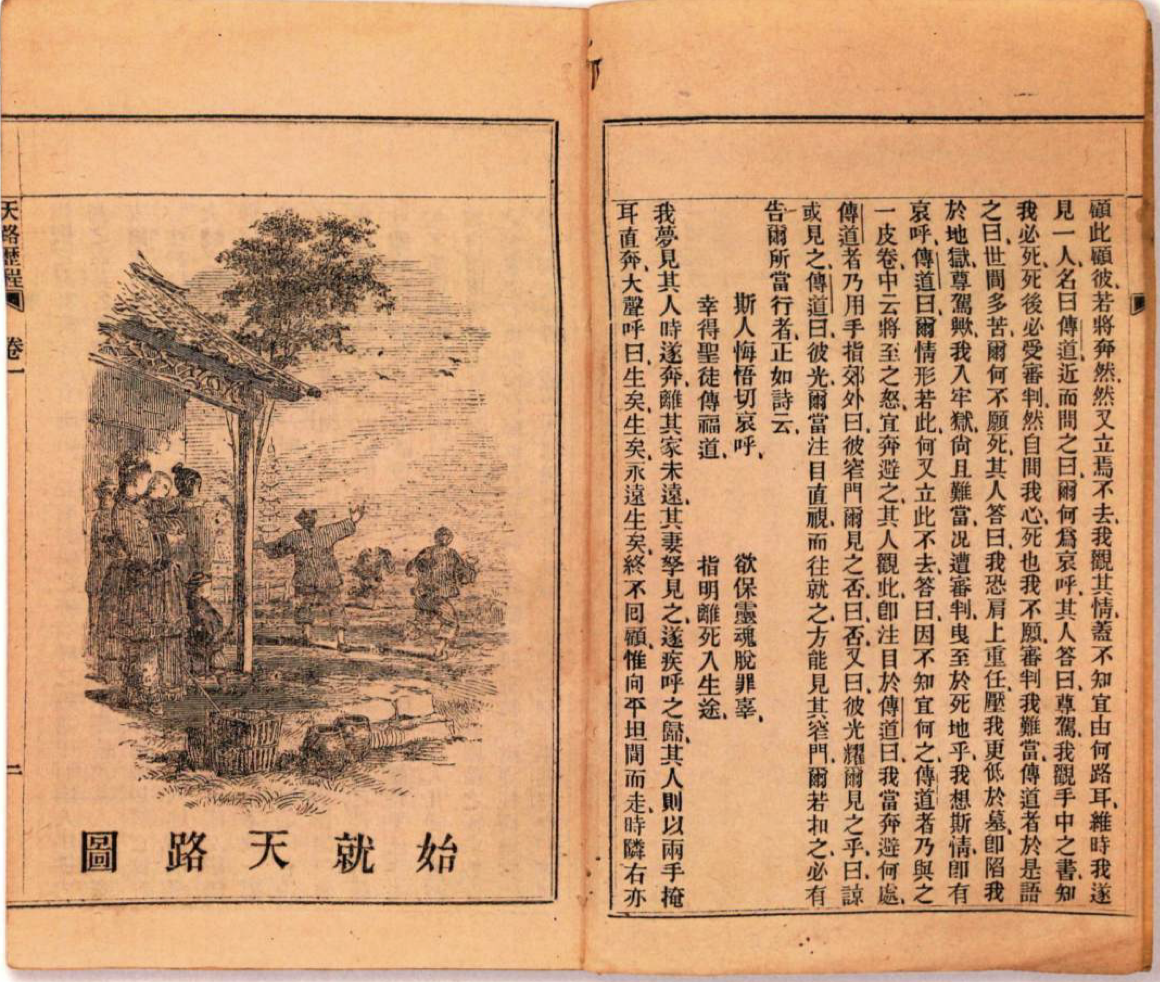 顧此顧彼、若將奔然、然又立焉不去、我觀其情、蓋不知宜由何路耳、維時我遂
見一人、名曰傳道、近而問之曰、爾何爲哀呼、其人答曰、尊駕、我觀手中之書、知
我必死、死後必受審判、然自問我心、死也我不願、審判我難當、傳道者於是語
之曰、世間多苦、爾何不願死、其人答曰、我恐肩上重任、壓我更低於墓、即陷我
於地獄、尊駕歟、我入牢獄、尚且難當、况遭審判、曳至於死地乎、我想斯情、即有
哀呼、傳道曰、爾情形若此、何又立此不去、答曰、因不知宜何之、傳道者乃與之
一皮卷、中云、將至之怒、宜奔避之、其人觀此、即注目於傳道曰、我當奔避何處、
傳道者乃用手指郊外曰、彼窄門爾見之否、曰否、又曰、彼光耀爾見之乎、曰、諒
或見之、傳道曰、彼光爾當注目直視而往就之、方能見其窄門、爾若扣之、必有
告爾所當行者、正如詩云、
斯人悔悟切哀呼、欲保靈魂脫罪辜、
幸得聖徒傳福道、指明離死入生途、
我夢見其人時遂奔、離其家未遠、其妻孥見之、遂疾呼之歸、其人則以兩手掩
耳直奔、大聲呼曰、生矣、生矣、永遠生矣、終不囘顧、惟向平坦間而走、時隣右亦
始就天路圖
天路歷程
卷一
二